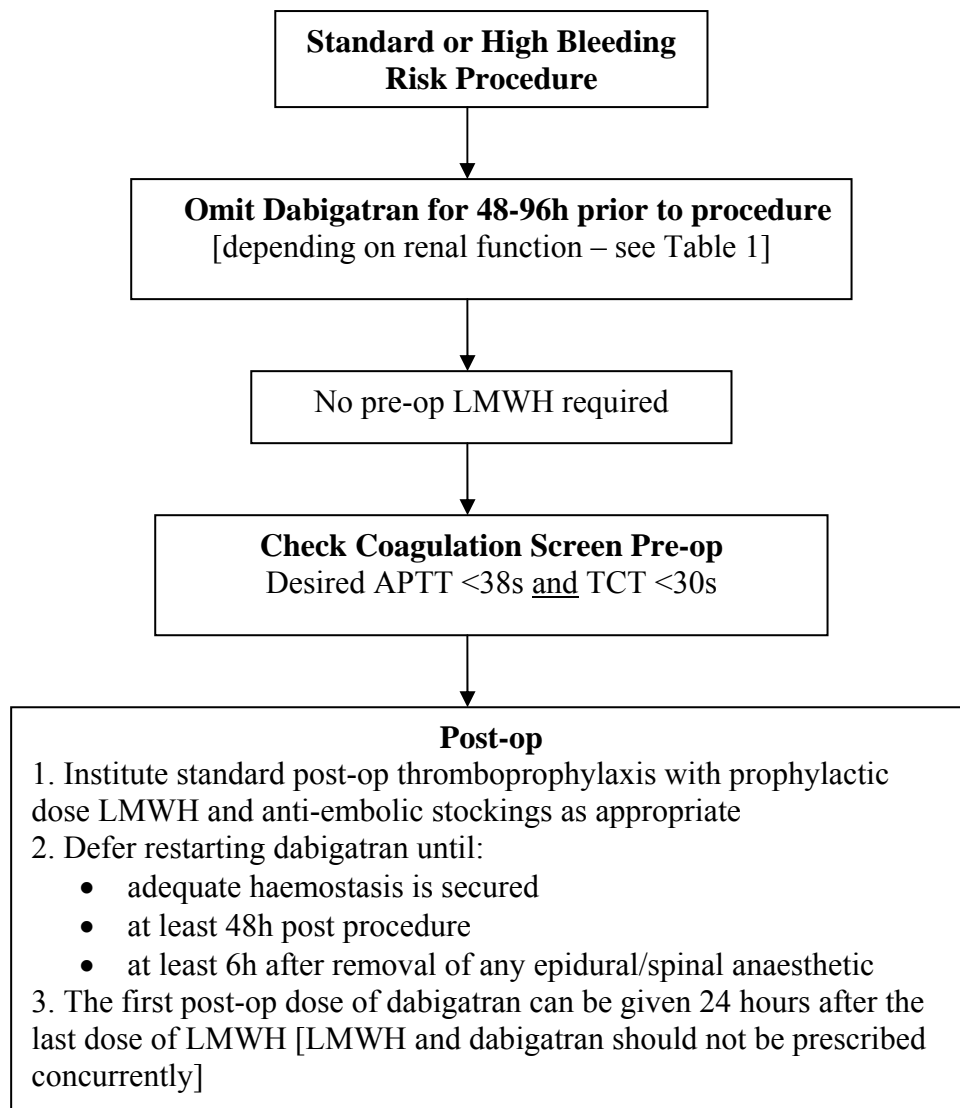 Standard or High Bleeding
Risk Procedure
Omit Dabigatran for 48-96h prior to procedure
[depending on renal function – see Table 1]
No pre-op LMWH required
Check Coagulation Screen Pre-op
Desired APTT <38s and TCT <30s
Post-op
1. Institute standard post-op thromboprophylaxis with prophylactic
dose LMWH and anti-embolic stockings as appropriate
2. Defer restarting dabigatran until:
• adequate haemostasis is secured
• at least 48h post procedure
• at least 6h after removal of any epidural/spinal anaesthetic
3. The first post-op dose of dabigatran can be given 24 hours after the
last dose of LMWH [LMWH and dabigatran should not be prescribed
concurrently]